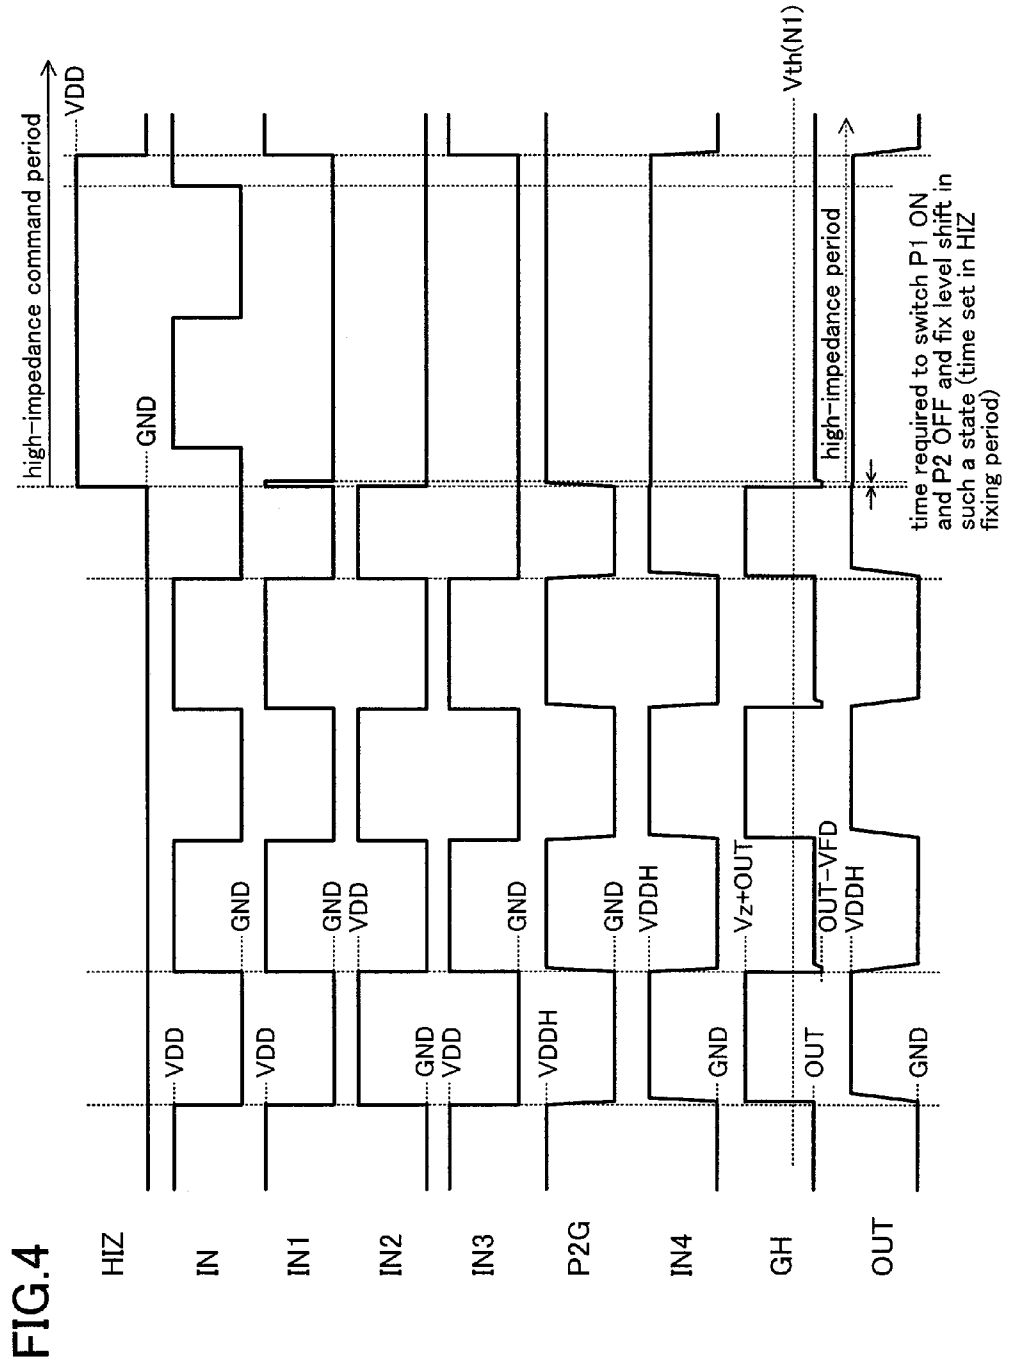 FIG.4
high-impedance command period
HIZ
VDD
GND
IN
VDD
GND
IN1
VDD
GND
IN2
VDD
GND
IN3
VDD
GND
P2G
VDDH
GND
IN4
VDDH
GND
GH
Vz+OUT
Vth(N1)
OUT
OUT-VFD
high-impedance period
OUT
VDDH
GND
time required to switch P1 ON
and P2 OFF and fix level shift in
such a state (time set in HIZ
fixing period)